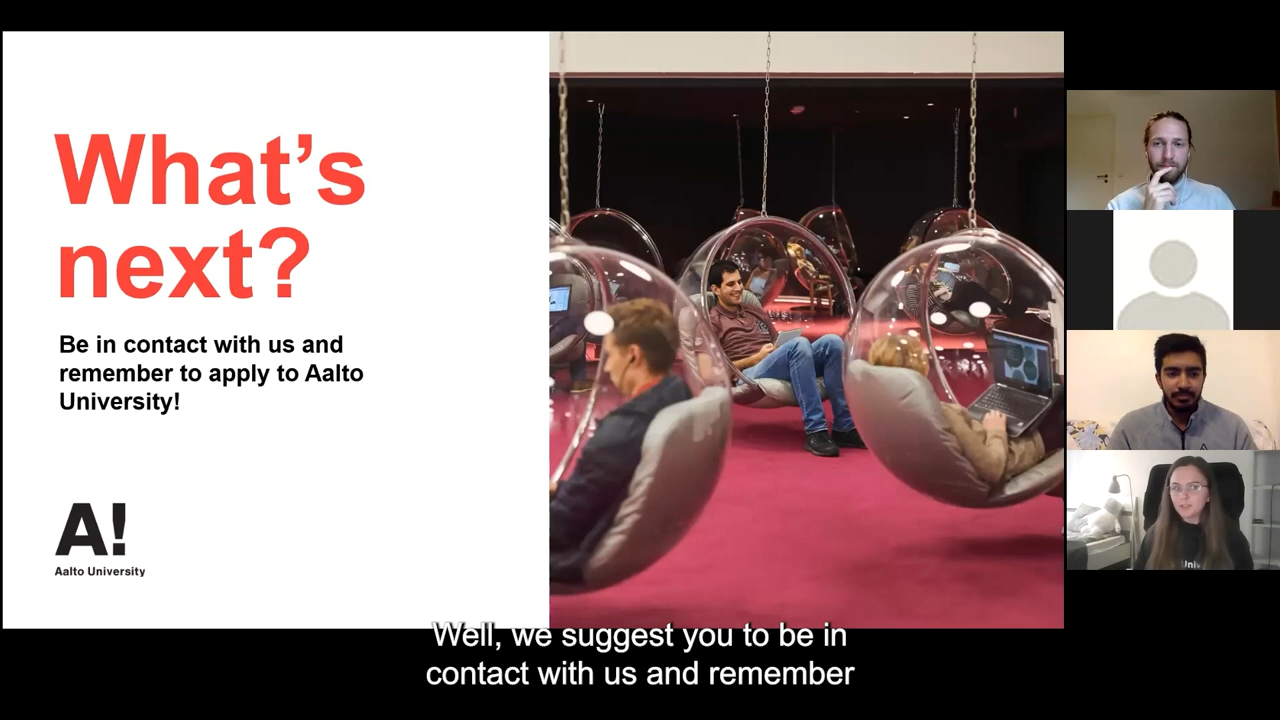 What's
next?
Be in contact with us and
remember to apply to Aalto
University!
A!
Aalto University
Well, we suggest you to be in
contact with us and remember